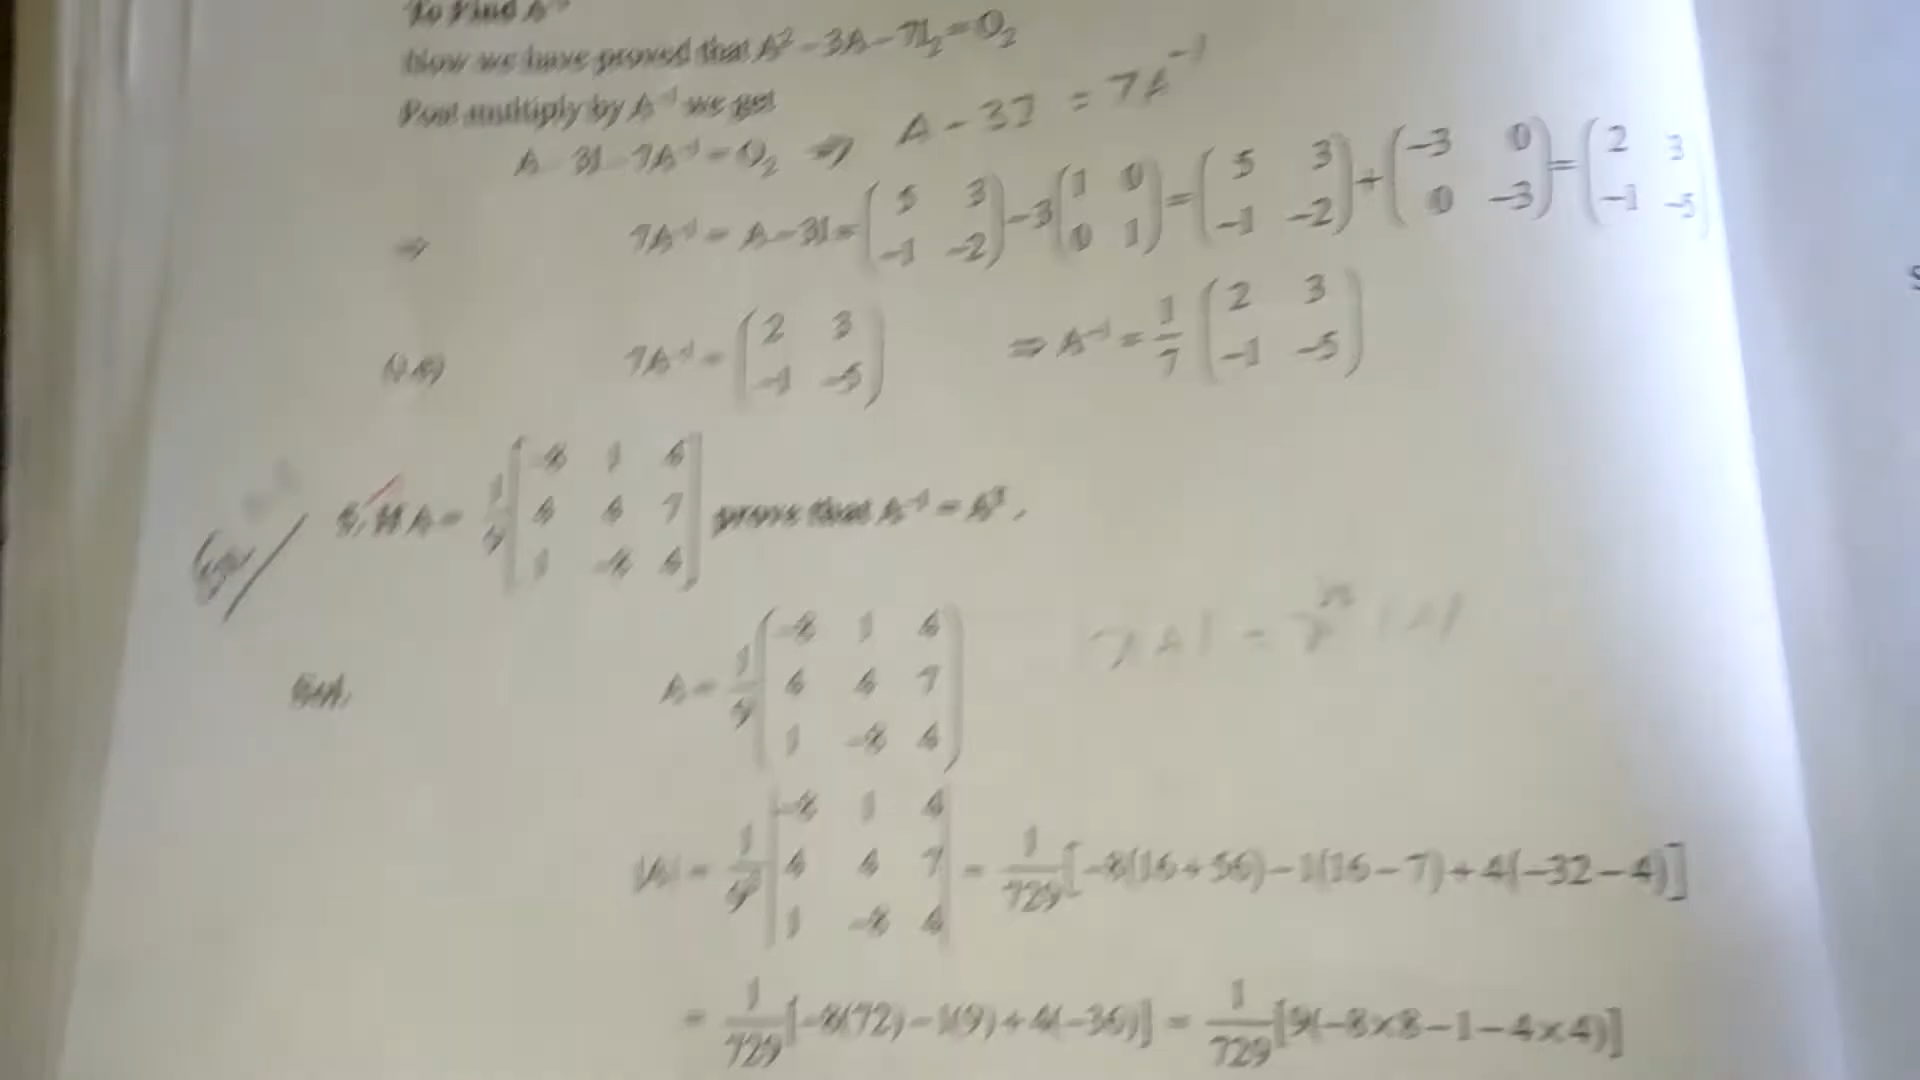 To Find A⁻¹
Now we have proved that A² − 3A − 7I₂ = O₂
Post multiply by A⁻¹ we get
A − 3I − 7A⁻¹ = O₂ ⇒ A − 3I = 7A⁻¹
⇒ 7A⁻¹ = A − 3I = (5 3 −1 −2) − 3(1 0 0 1) = (5 3 −1 −2) + (−3 0 0 −3) = (2 3 −1 −5)
7A⁻¹ = (2 3 −1 −5) ⇒ A⁻¹ = 1/7 (2 3 −1 −5)
5. If A = 1/9 [−8 1 4 4 4 7 1 −8 4] prove that A⁻¹ = Aᵀ.
Sol.
A = 1/9 (−8 1 4 4 4 7 1 −8 4)
|A| = 1/9³ |−8 1 4 4 4 7 1 −8 4| = 1/729 [−8(16 + 56) − 1(16 − 7) + 4(−32 − 4)]
= 1/729 [−8(72) − 1(9) + 4(−36)] = 1/729 [9(−8×8 − 1 − 4×4)]